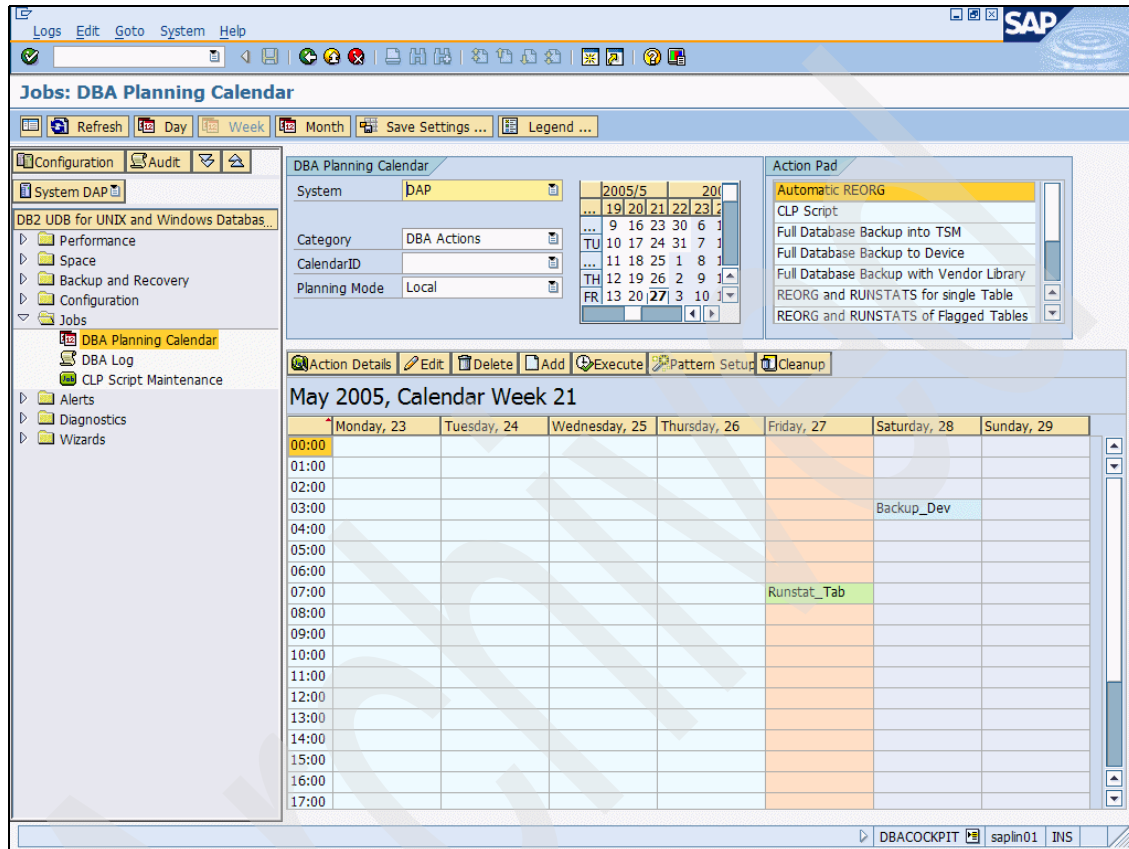 Logs Edit Goto System Help
SAP
Jobs: DBA Planning Calendar
Refresh Day Week Month Save Settings ... Legend ...
Configuration Audit
System DAP
DB2 UDB for UNIX and Windows Databas...
Performance
Space
Backup and Recovery
Configuration
Jobs
DBA Planning Calendar
DBA Log
CLP Script Maintenance
Alerts
Diagnostics
Wizards
DBA Planning Calendar
System DAP
Category DBA Actions
CalendarID
Planning Mode Local
2005/5 200
... 19 20 21 22 23 2
... 9 16 23 30 6 1
TU 10 17 24 31 7 1
... 11 18 25 1 8 1
TH 12 19 26 2 9 1
FR 13 20 27 3 10 1
Action Pad
Automatic REORG
CLP Script
Full Database Backup into TSM
Full Database Backup to Device
Full Database Backup with Vendor Library
REORG and RUNSTATS for single Table
REORG and RUNSTATS of Flagged Tables
Action Details Edit Delete Add Execute Pattern Setup Cleanup
May 2005, Calendar Week 21
Monday, 23 Tuesday, 24 Wednesday, 25 Thursday, 26 Friday, 27 Saturday, 28 Sunday, 29
00:00
01:00
02:00
03:00 Backup_Dev
04:00
05:00
06:00
07:00 Runstat_Tab
08:00
09:00
10:00
11:00
12:00
13:00
14:00
15:00
16:00
17:00
DBACOCKPIT saplin01 INS